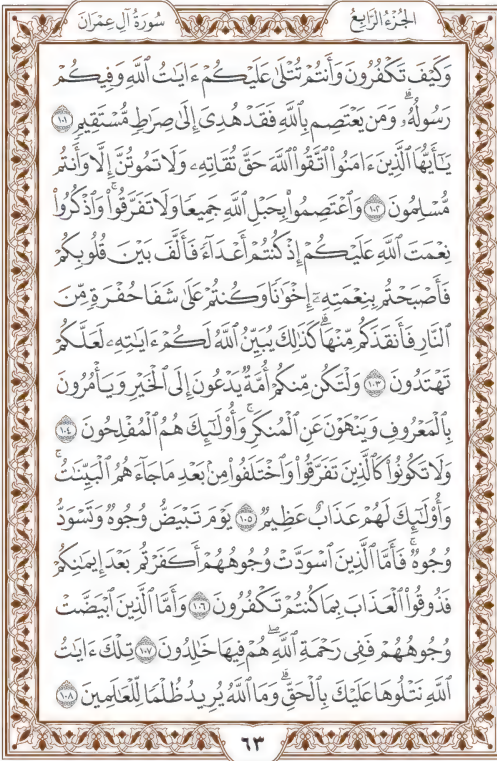 الجُزْءُ الرَّابِعُ
سُورَةُ آلِ عِمْرَانَ
وَكَيْفَ تَكْفُرُونَ وَأَنتُمْ تُتْلَىٰ عَلَيْكُمْ ءَايَٰتُ ٱللَّهِ وَفِيكُمْ
رَسُولُهُۥۗ وَمَن يَعْتَصِم بِٱللَّهِ فَقَدْ هُدِىَ إِلَىٰ صِرَٰطٍ مُّسْتَقِيمٍ ١٠١
يَٰٓأَيُّهَا ٱلَّذِينَ ءَامَنُوا۟ ٱتَّقُوا۟ ٱللَّهَ حَقَّ تُقَاتِهِۦ وَلَا تَمُوتُنَّ إِلَّا وَأَنتُم
مُّسْلِمُونَ ١٠٢ وَٱعْتَصِمُوا۟ بِحَبْلِ ٱللَّهِ جَمِيعًا وَلَا تَفَرَّقُوا۟ۚ وَٱذْكُرُوا۟
نِعْمَتَ ٱللَّهِ عَلَيْكُمْ إِذْ كُنتُمْ أَعْدَآءً فَأَلَّفَ بَيْنَ قُلُوبِكُمْ
فَأَصْبَحْتُم بِنِعْمَتِهِۦٓ إِخْوَٰنًا وَكُنتُمْ عَلَىٰ شَفَا حُفْرَةٍ مِّنَ
ٱلنَّارِ فَأَنقَذَكُم مِّنْهَاۗ كَذَٰلِكَ يُبَيِّنُ ٱللَّهُ لَكُمْ ءَايَٰتِهِۦ لَعَلَّكُمْ
تَهْتَدُونَ ١٠٣ وَلْتَكُن مِّنكُمْ أُمَّةٌ يَدْعُونَ إِلَى ٱلْخَيْرِ وَيَأْمُرُونَ
بِٱلْمَعْرُوفِ وَيَنْهَوْنَ عَنِ ٱلْمُنكَرِۚ وَأُو۟لَٰٓئِكَ هُمُ ٱلْمُفْلِحُونَ ١٠٤
وَلَا تَكُونُوا۟ كَٱلَّذِينَ تَفَرَّقُوا۟ وَٱخْتَلَفُوا۟ مِنۢ بَعْدِ مَا جَآءَهُمُ ٱلْبَيِّنَٰتُۚ
وَأُو۟لَٰٓئِكَ لَهُمْ عَذَابٌ عَظِيمٌ ١٠٥ يَوْمَ تَبْيَضُّ وُجُوهٌ وَتَسْوَدُّ
وُجُوهٌۚ فَأَمَّا ٱلَّذِينَ ٱسْوَدَّتْ وُجُوهُهُمْ أَكَفَرْتُم بَعْدَ إِيمَٰنِكُمْ
فَذُوقُوا۟ ٱلْعَذَابَ بِمَا كُنتُمْ تَكْفُرُونَ ١٠٦ وَأَمَّا ٱلَّذِينَ ٱبْيَضَّتْ
وُجُوهُهُمْ فَفِى رَحْمَةِ ٱللَّهِۖ هُمْ فِيهَا خَٰلِدُونَ ١٠٧ تِلْكَ ءَايَٰتُ
ٱللَّهِ نَتْلُوهَا عَلَيْكَ بِٱلْحَقِّۗ وَمَا ٱللَّهُ يُرِيدُ ظُلْمًا لِّلْعَٰلَمِينَ ١٠٨
٦٣